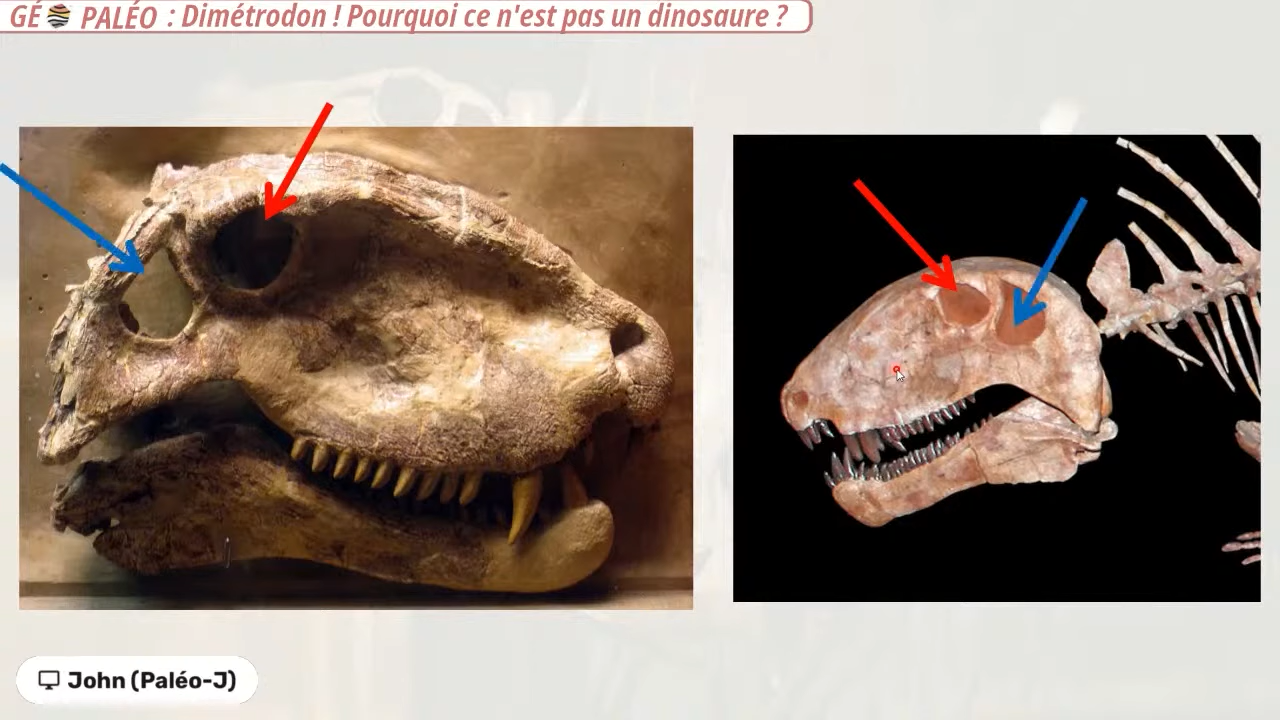 GÉ PALÉO : Dimétrodon ! Pourquoi ce n'est pas un dinosaure ?
John (Paléo-J)